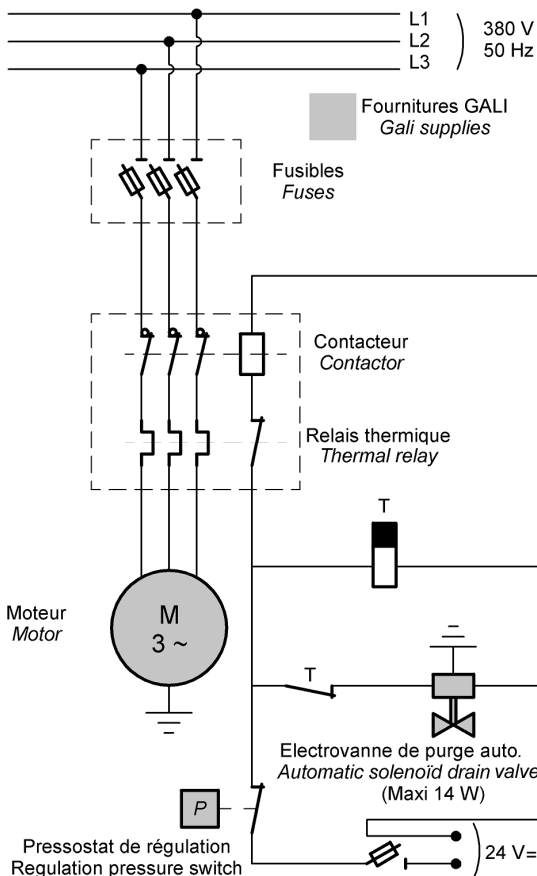 L1
L2
L3
380 V
50 Hz
Fournitures GALI
Gali supplies
Fusibles
Fuses
Contacteur
Contactor
Relais thermique
Thermal relay
T
Moteur
Motor
M
3 ~
T
Electrovanne de purge auto.
Automatic solenoïd drain valve
(Maxi 14 W)
P
Pressostat de régulation
Regulation pressure switch
24 V=